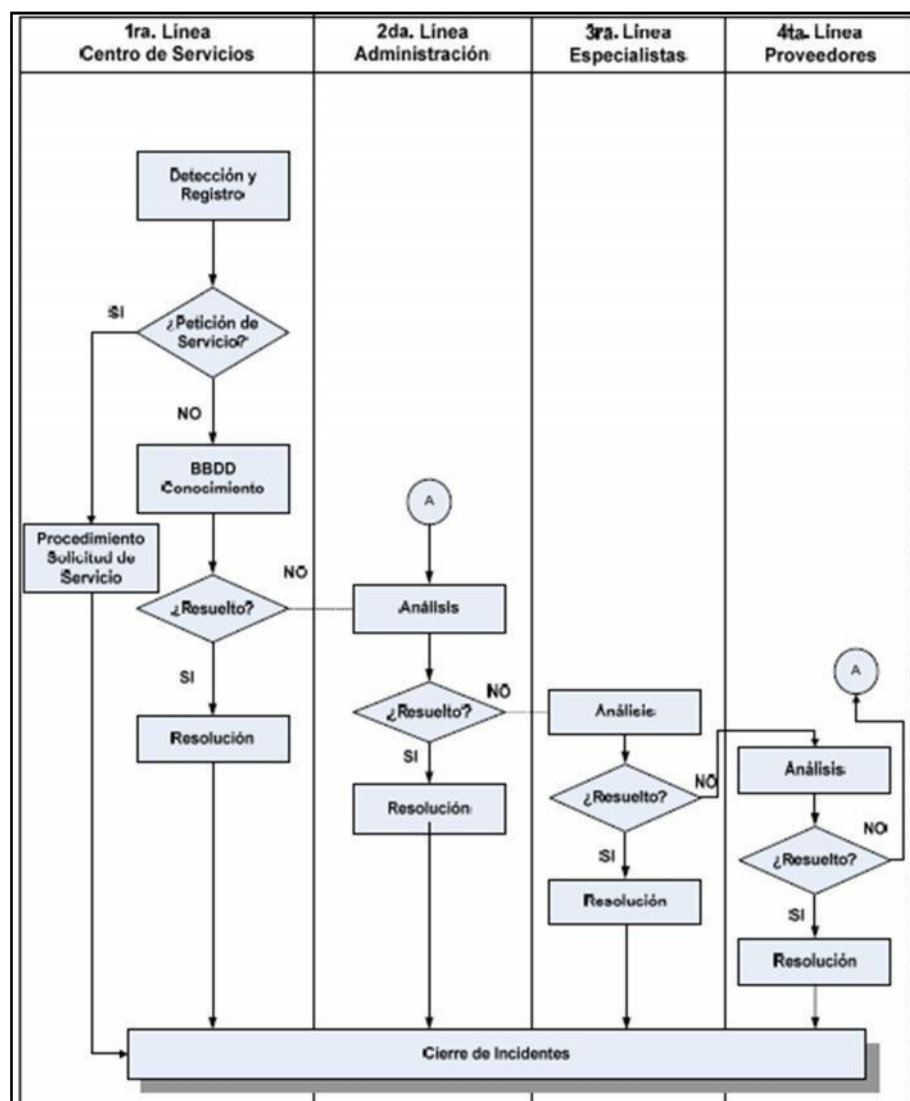 1ra. Línea
Centro de Servicios
2da. Línea
Administración
3ra. Línea
Especialistas
4ta. Línea
Proveedores
Detección y
Registro
SI
¿Petición de
Servicio?
NO
BBDD
Conocimiento
A
Procedimiento
Solicitud de
Servicio
NO
¿Resuelto?
Análisis
SI
NO
¿Resuelto?
Análisis
A
Resolución
SI
Análisis
NO
¿Resuelto?
Resolución
NO
SI
¿Resuelto?
Resolución
SI
Resolución
Cierre de Incidentes